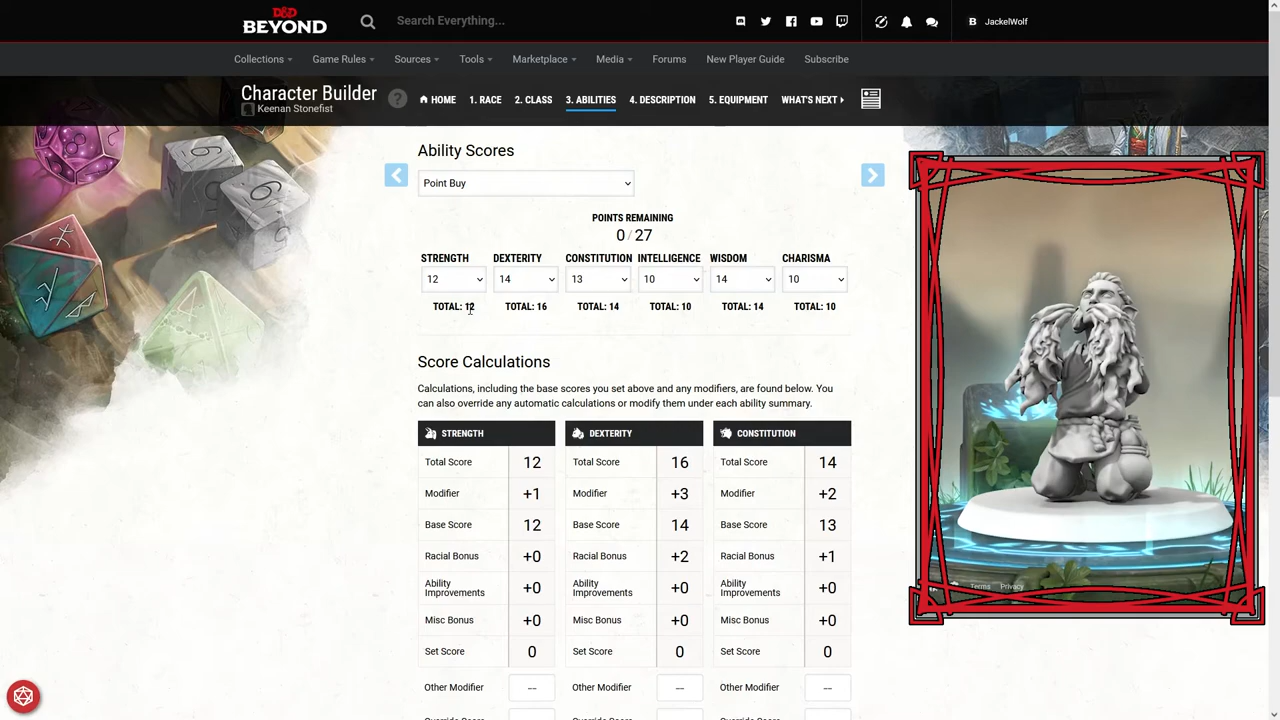 D&D
BEYOND
Search Everything...
JackelWolf
Collections
Game Rules
Sources
Tools
Marketplace
Media
Forums
New Player Guide
Subscribe
Character Builder
Keenan Stonefist
?
HOME
1. RACE
2. CLASS
3. ABILITIES
4. DESCRIPTION
5. EQUIPMENT
WHAT'S NEXT
Ability Scores
Point Buy
POINTS REMAINING
0 / 27
STRENGTH DEXTERITY CONSTITUTION INTELLIGENCE WISDOM CHARISMA
12 14 13 10 14 10
TOTAL: 12 TOTAL: 16 TOTAL: 14 TOTAL: 10 TOTAL: 14 TOTAL: 10
Score Calculations
Calculations, including the base scores you set above and any modifiers, are found below. You
can also override any automatic calculations or modify them under each ability summary.
STRENGTH
Total Score 12
Modifier +1
Base Score 12
Racial Bonus +0
Ability
Improvements +0
Misc Bonus +0
Set Score 0
Other Modifier --
DEXTERITY
Total Score 16
Modifier +3
Base Score 14
Racial Bonus +2
Ability
Improvements +0
Misc Bonus +0
Set Score 0
Other Modifier --
CONSTITUTION
Total Score 14
Modifier +2
Base Score 13
Racial Bonus +1
Ability
Improvements +0
Misc Bonus +0
Set Score 0
Other Modifier --
Terms Privacy